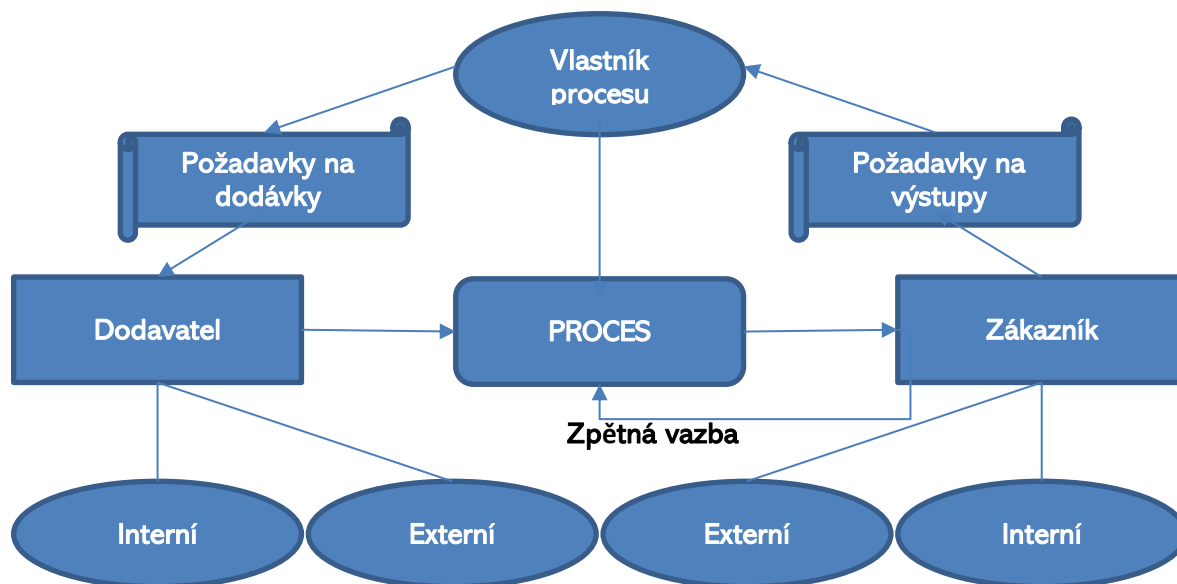 Vlastník
procesu
Požadavky na
dodávky
Požadavky na
výstupy
Dodavatel
PROCES
Zákazník
Zpětná vazba
Interní
Externí
Externí
Interní